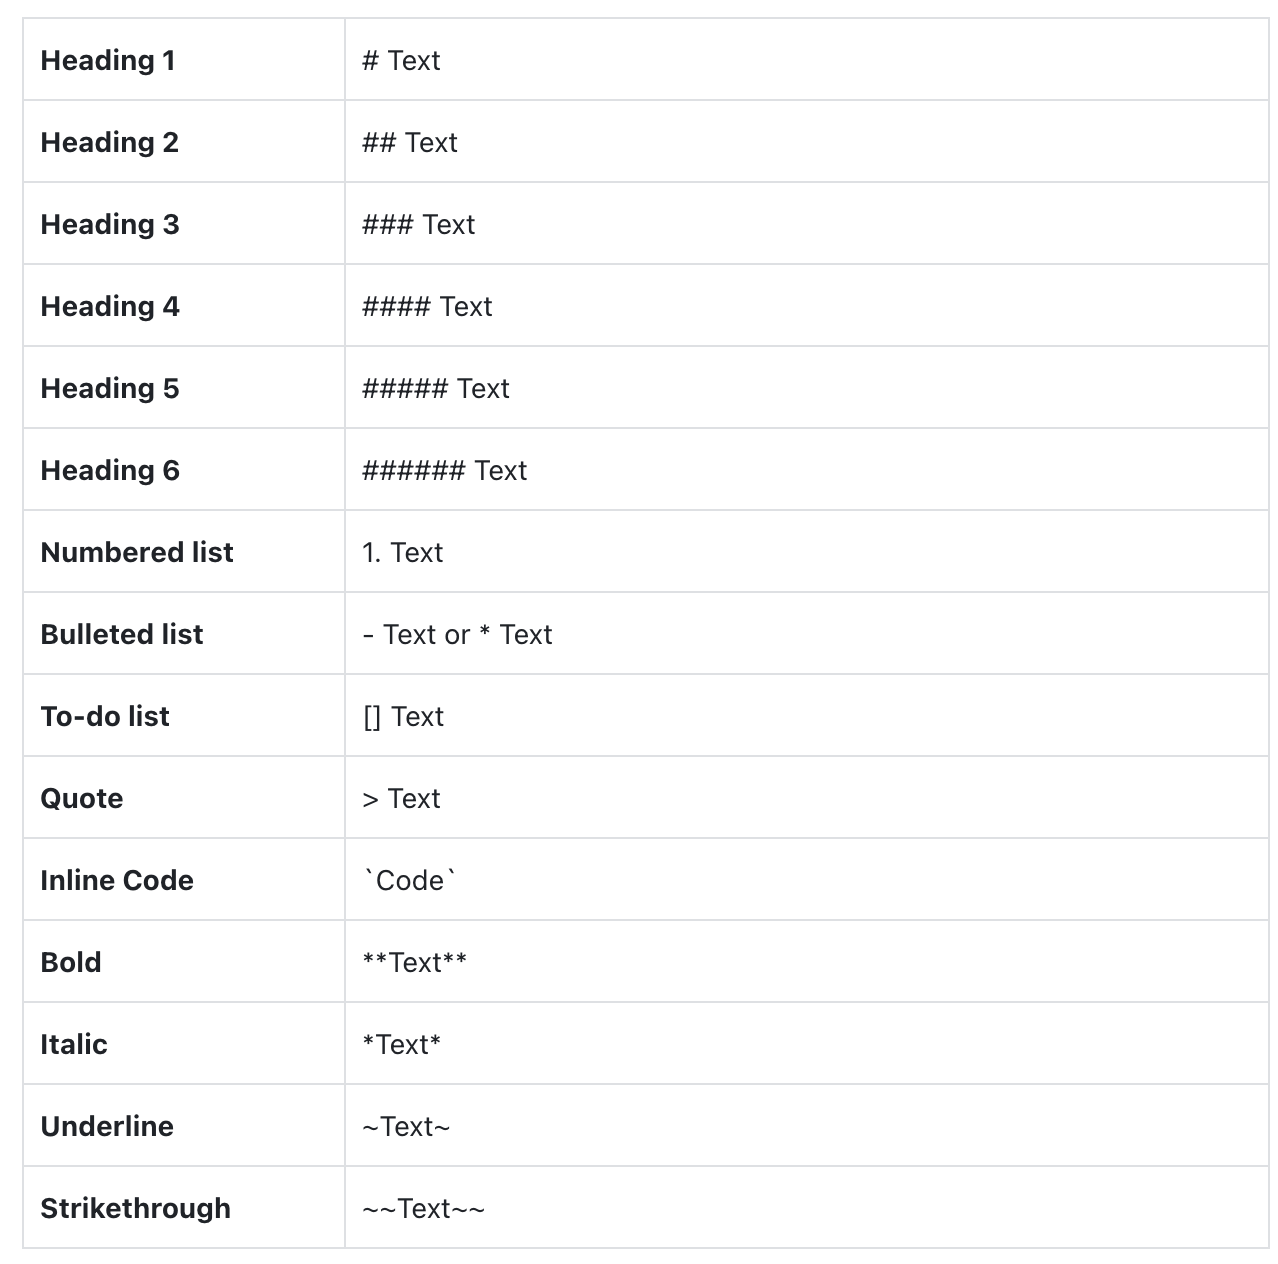 Heading 1 # Text
Heading 2 ## Text
Heading 3 ### Text
Heading 4 #### Text
Heading 5 ##### Text
Heading 6 ###### Text
Numbered list 1. Text
Bulleted list - Text or * Text
To-do list [] Text
Quote > Text
Inline Code `Code`
Bold **Text**
Italic *Text*
Underline ~Text~
Strikethrough ~~Text~~